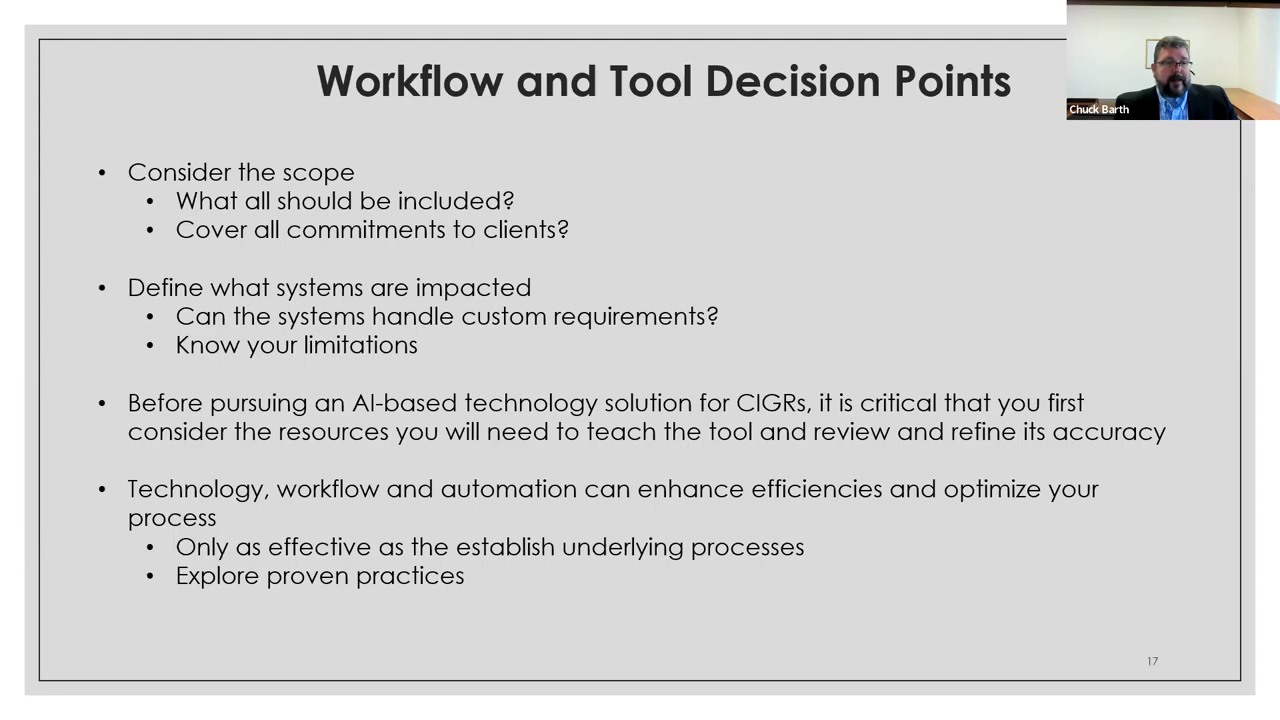 Workflow and Tool Decision Points
Chuck Barth
• Consider the scope
• What all should be included?
• Cover all commitments to clients?
• Define what systems are impacted
• Can the systems handle custom requirements?
• Know your limitations
• Before pursuing an AI-based technology solution for CIGRs, it is critical that you first
consider the resources you will need to teach the tool and review and refine its accuracy
• Technology, workflow and automation can enhance efficiencies and optimize your
process
• Only as effective as the establish underlying processes
• Explore proven practices
17